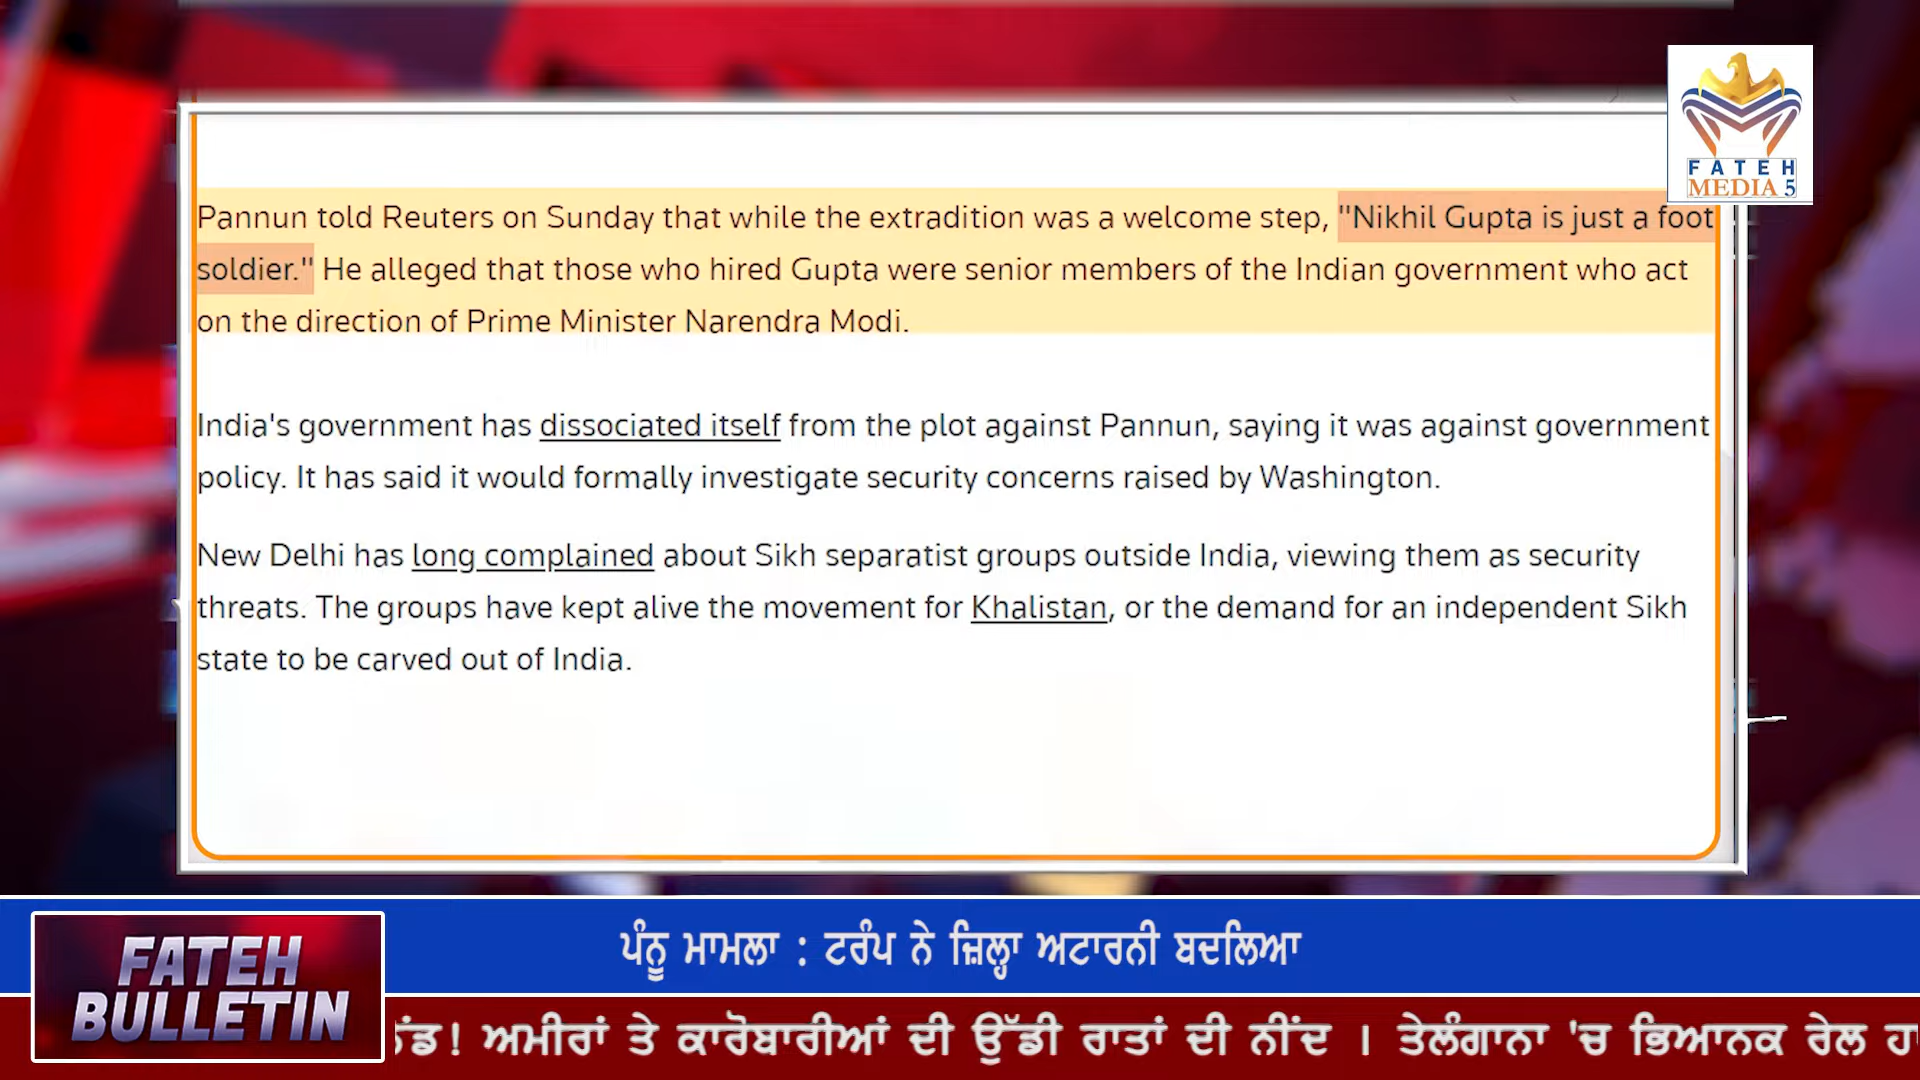 FATEH
MEDIA 5
Pannun told Reuters on Sunday that while the extradition was a welcome step, "Nikhil Gupta is just a foot
soldier." He alleged that those who hired Gupta were senior members of the Indian government who act
on the direction of Prime Minister Narendra Modi.
India's government has dissociated itself from the plot against Pannun, saying it was against government
policy. It has said it would formally investigate security concerns raised by Washington.
New Delhi has long complained about Sikh separatist groups outside India, viewing them as security
threats. The groups have kept alive the movement for Khalistan, or the demand for an independent Sikh
state to be carved out of India.
ਪੰਨੂ ਮਾਮਲਾ : ਟਰੰਪ ਨੇ ਜ਼ਿਲ੍ਹਾ ਅਟਾਰਨੀ ਬਦਲਿਆ
FATEH
BULLETIN
! ਅਮੀਰਾਂ ਤੇ ਕਾਰੋਬਾਰੀਆਂ ਦੀ ਉੱਡੀ ਰਾਤਾਂ ਦੀ ਨੀਂਦ । ਤੇਲੰਗਾਨਾ 'ਚ ਭਿਆਨਕ ਰੇਲ